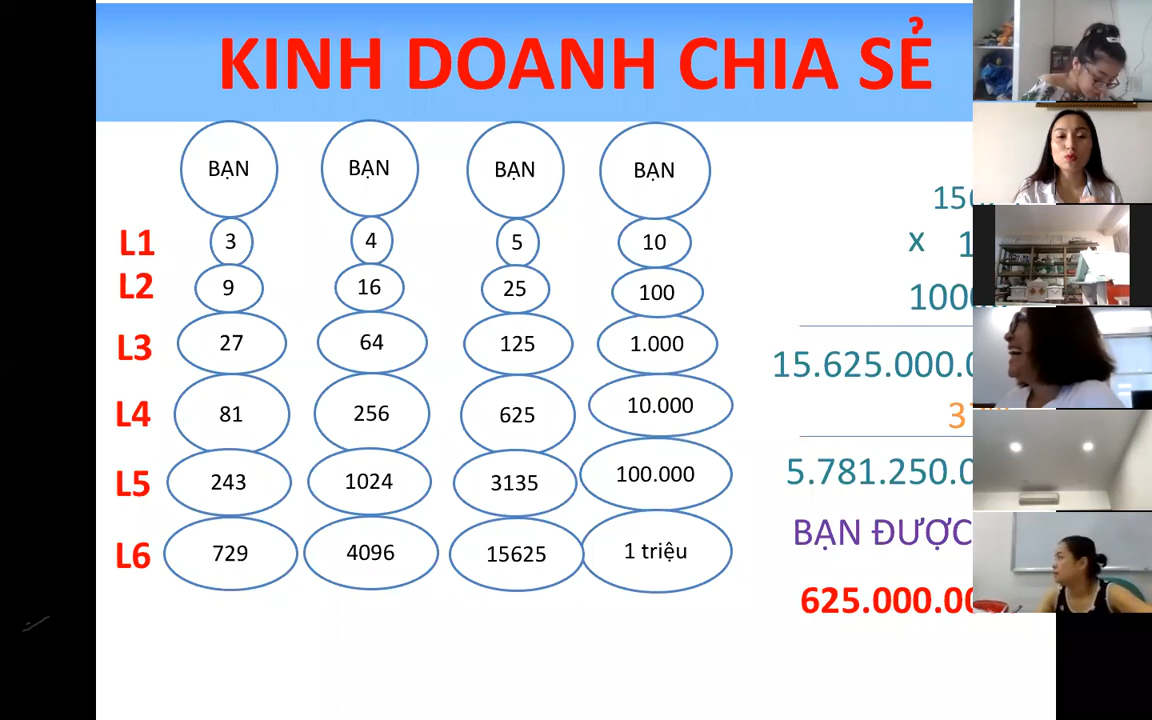 KINH DOANH CHIA SẺ
BẠN BẠN BẠN BẠN
L1 3 4 5 10
L2 9 16 25 100
L3 27 64 125 1.000
L4 81 256 625 10.000
L5 243 1024 3135 100.000
L6 729 4096 15625 1 triệu
x
15.625.000.0
5.781.250.0
BẠN ĐƯỢC
625.000.00